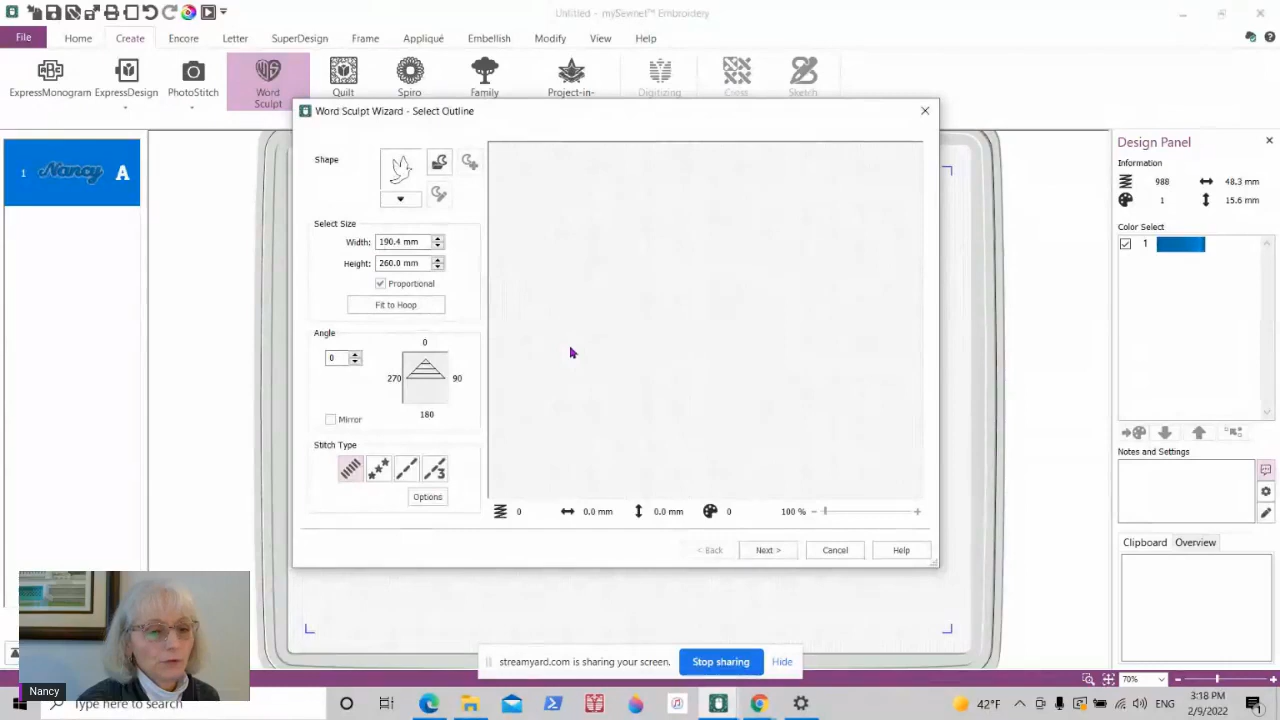 Untitled - mySewnet™ Embroidery
File Home Create Encore Letter SuperDesign Frame Appliqué Embellish Modify View Help
ExpressMonogram ExpressDesign PhotoStitch Word Sculpt Quilt Spiro Family Project-in- Digitizing Cross Sketch
Word Sculpt Wizard - Select Outline
1 Nancy A
Shape
Select Size
Width: 190.4 mm
Height: 260.0 mm
Proportional
Fit to Hoop
Angle
0
0
270
90
180
Mirror
Stitch Type
3
Options
0 0.0 mm 0.0 mm 0 100 %
< Back Next > Cancel Help
Design Panel
Information
988 48.3 mm
1 15.6 mm
Color Select
1
Notes and Settings
Clipboard Overview
streamyard.com is sharing your screen. Stop sharing Hide
Nancy
70%
Type here to search
42°F
ENG
3:18 PM
2/9/2022
1